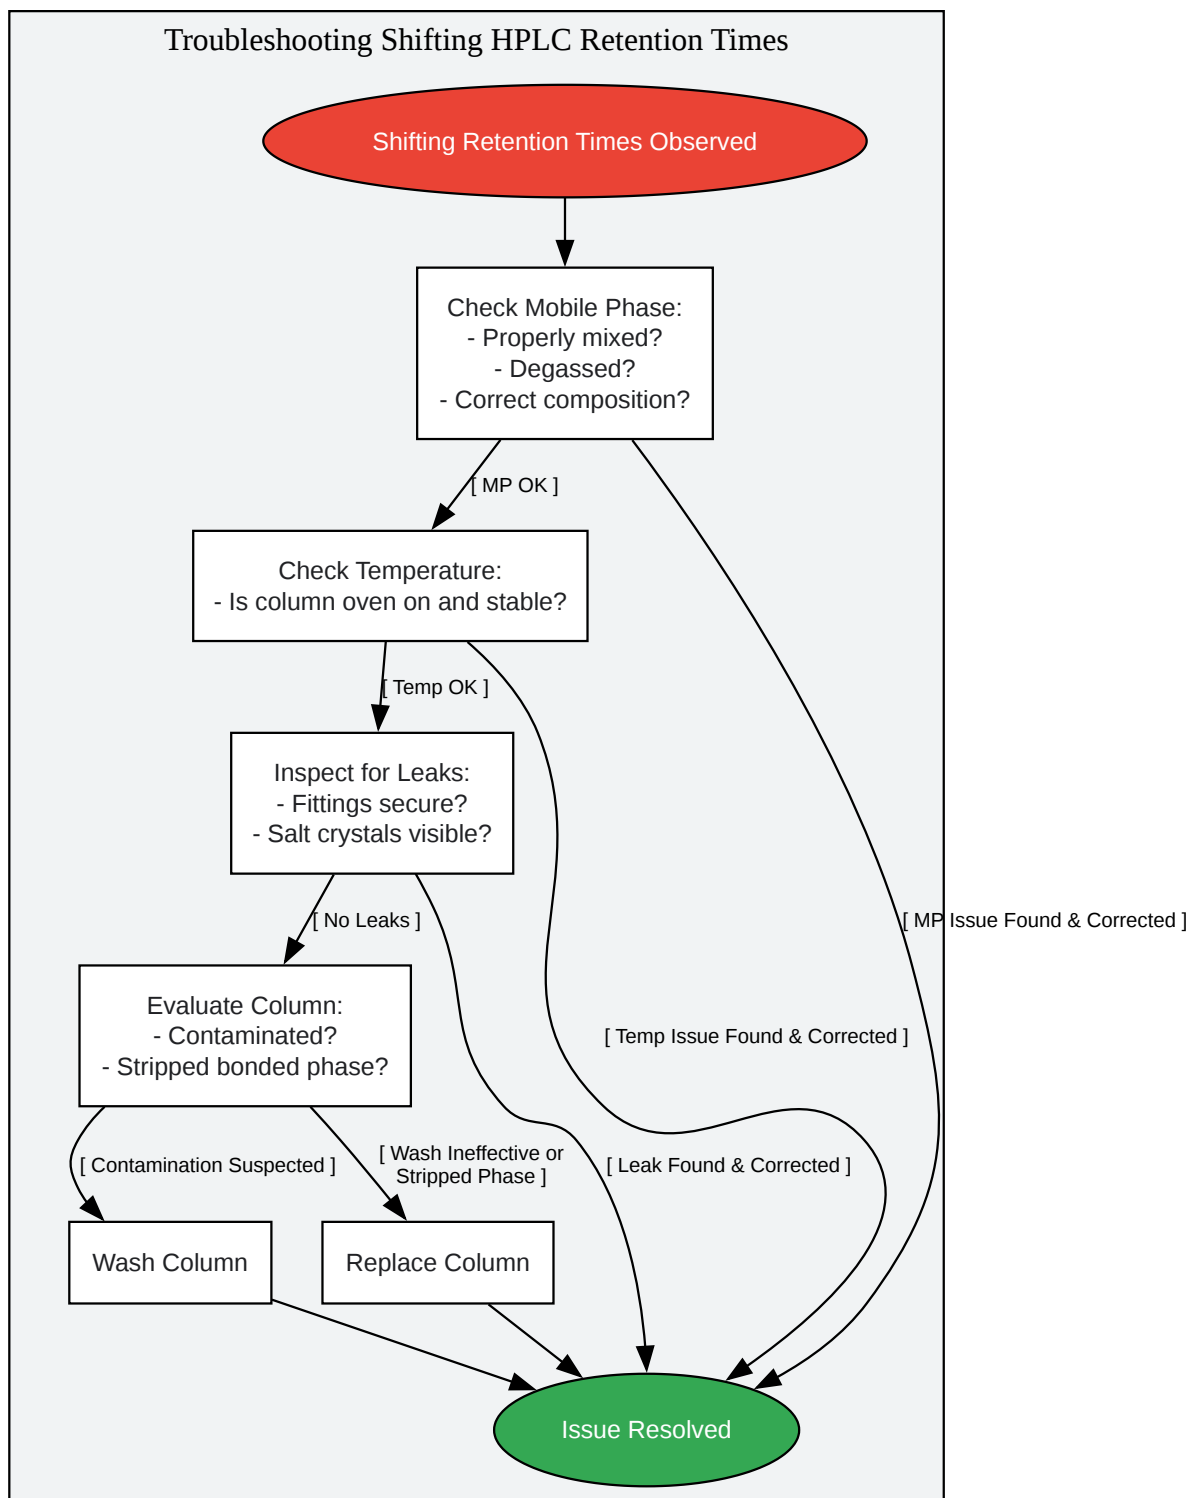 Troubleshooting Shifting HPLC Retention Times
Shifting Retention Times Observed
Check Mobile Phase:
- Properly mixed?
- Degassed?
- Correct composition?
[ MP OK ]
Check Temperature:
- Is column oven on and stable?
[ Temp OK ]
Inspect for Leaks:
- Fittings secure?
- Salt crystals visible?
[ No Leaks ]
[ MP Issue Found & Corrected ]
Evaluate Column:
- Contaminated?
- Stripped bonded phase?
[ Temp Issue Found & Corrected ]
[ Contamination Suspected ]
[ Wash Ineffective or
Stripped Phase ]
[ Leak Found & Corrected ]
Wash Column
Replace Column
Issue Resolved